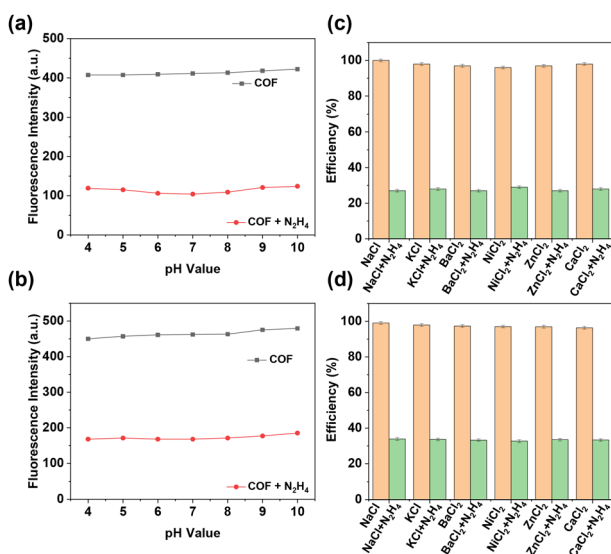 (a)
Fluorescence Intensity (a.u.)
500
400
300
200
100
0
COF
COF + N₂H₄
4 5 6 7 8 9 10
pH Value
(c)
Efficiency (%)
100
80
60
40
20
0
NaCl
NaCl+N₂H₄
KCl
KCl+N₂H₄
BaCl₂
BaCl₂+N₂H₄
NiCl₂
NiCl₂+N₂H₄
ZnCl₂
ZnCl₂+N₂H₄
CaCl₂
CaCl₂+N₂H₄
(b)
Fluorescence Intensity (a.u.)
500
400
300
200
100
0
COF
COF + N₂H₄
4 5 6 7 8 9 10
pH Value
(d)
Efficiency (%)
100
80
60
40
20
0
NaCl
NaCl+N₂H₄
KCl
KCl+N₂H₄
BaCl₂
BaCl₂+N₂H₄
NiCl₂
NiCl₂+N₂H₄
ZnCl₂
ZnCl₂+N₂H₄
CaCl₂
CaCl₂+N₂H₄